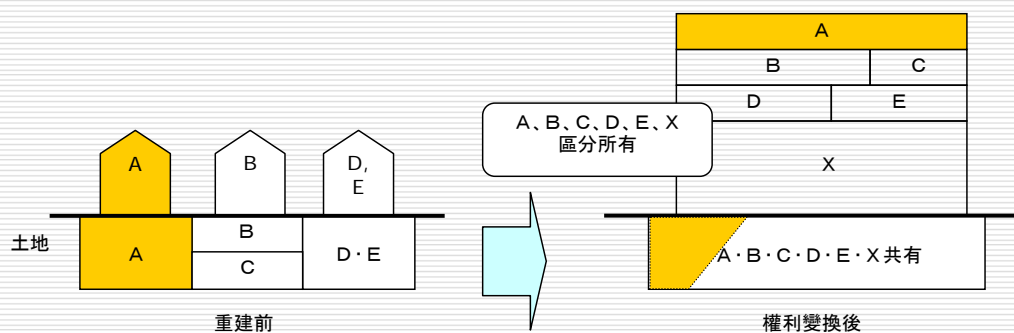 A
B C
D E
A、B、C、D、E、X
區分所有
X
A
B
D,
E
土地
A
B
C
D・E
A・B・C・D・E・X共有
重建前
權利變換後